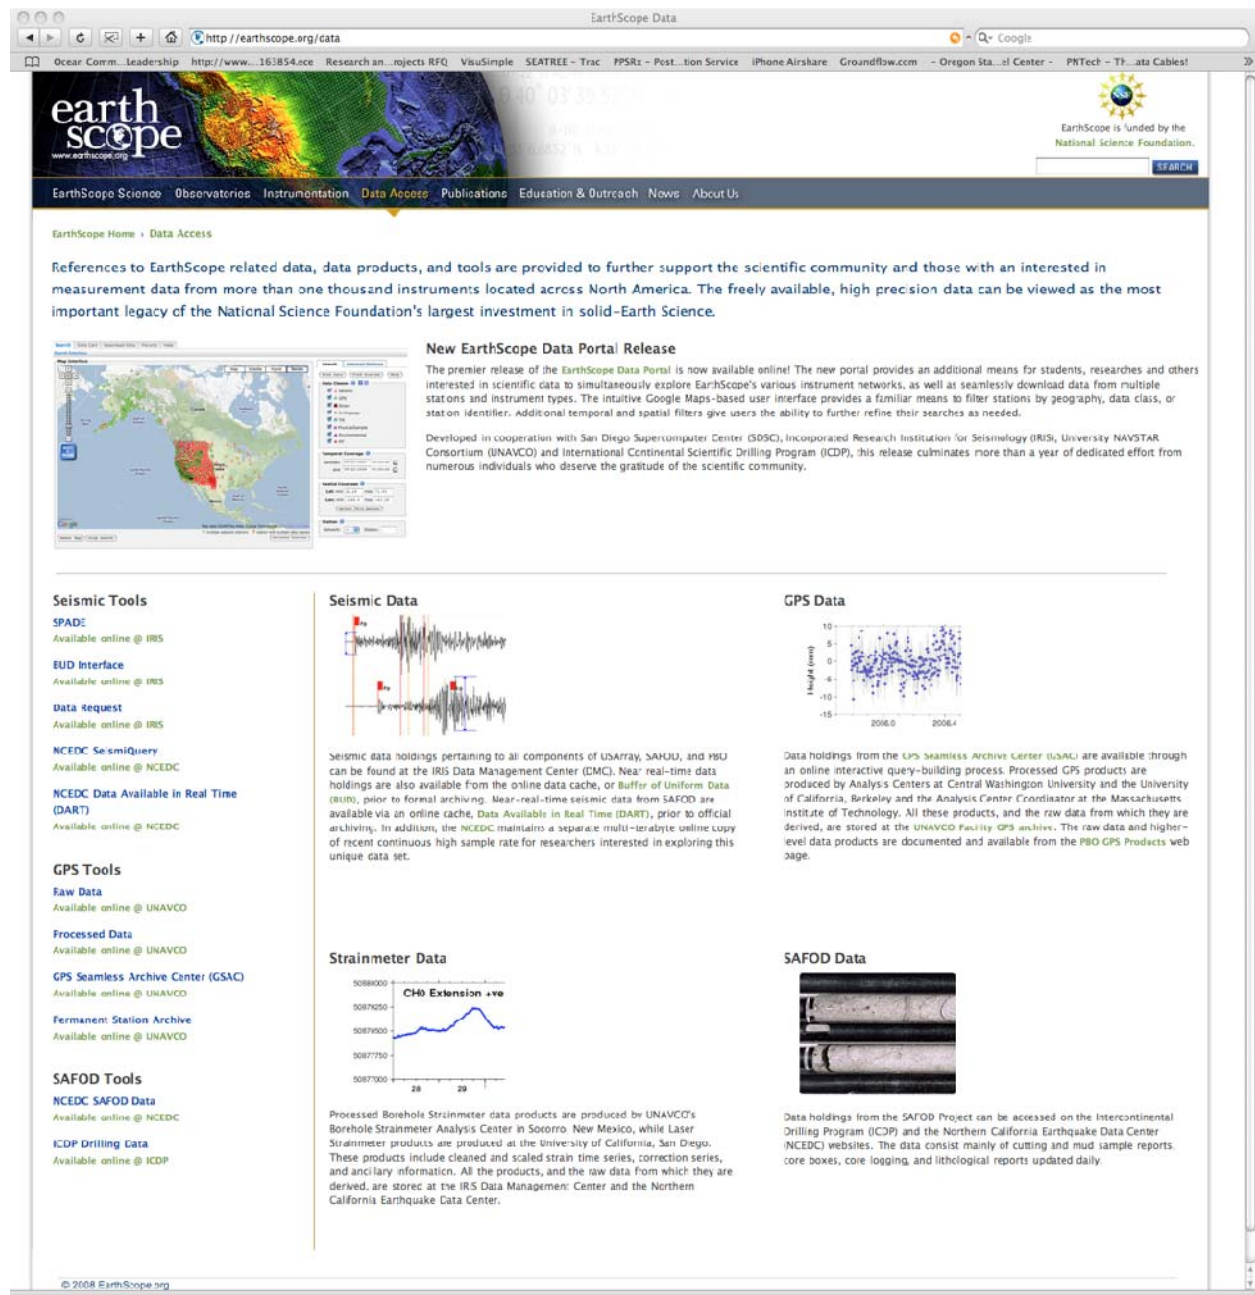 EarthScope Data
http://earthscope.org/data
Google
Research an...rojects RFQ VisuSimple SEATREE - Trac iPhone Airshare
earth
scope
www.earthscope.org
EarthScope is funded by the
National Science Foundation.
SEARCH
EarthScope Science Observatories Instrumentation Data Access Publications Education & Outreach News About Us
EarthScope Home › Data Access
References to EarthScope related data, data products, and tools are provided to further support the scientific community and those with an interested in
measurement data from more than one thousand instruments located across North America. The freely available, high precision data can be viewed as the most
important legacy of the National Science Foundation's largest investment in solid-Earth Science.
New EarthScope Data Portal Release
The premier release of the EarthScope Data Portal is now available online! The new portal provides an additional means for students, researches and others
interested in scientific data to simultaneously explore EarthScope's various instrument networks, as well as seamlessly download data from multiple
stations and instrument types. The intuitive Google Maps-based user interface provides a familiar means to filter stations by geography, data class, or
station identifier. Additional temporal and spatial filters give users the ability to further refine their searches as needed.
Developed in cooperation with San Diego Supercomputer Center (SDSC), Incorporated Research Institution for Seismology (IRIS), University NAVSTAR
Consortium (UNAVCO) and International Continental Scientific Drilling Program (ICDP), this release culminates more than a year of dedicated effort from
numerous individuals who deserve the gratitude of the scientific community.
Seismic Tools
SPADE
Available online @ IRIS
BUD Interface
Available online @ IRIS
Data Request
Available online @ IRIS
NCEDC SeismiQuery
Available online @ NCEDC
NCEDC Data Available in Real Time
(DART)
Available online @ NCEDC
GPS Tools
Raw Data
Available online @ UNAVCO
Processed Data
Available online @ UNAVCO
GPS Seamless Archive Center (GSAC)
Available online @ UNAVCO
Permanent Station Archive
Available online @ UNAVCO
SAFOD Tools
NCEDC SAFOD Data
Available online @ NCEDC
ICDP Drilling Data
Available online @ ICDP
Seismic Data
Seismic data holdings pertaining to all components of USArray, SAFOD, and PBO
can be found at the IRIS Data Management Center (DMC). Near real-time data
holdings are also available from the online data cache, or Buffer of Uniform Data
(BUD), prior to formal archiving. Near-real-time seismic data from SAFOD are
available via an online cache, Data Available in Real Time (DART), prior to official
archiving. In addition, the NCEDC maintains a separate multi-terabyte online copy
of recent continuous high sample rate for researchers interested in exploring this
unique data set.
GPS Data
Height (mm)
10
5
0
-5
-10
-15
2006.0 2006.4
Data holdings from the GPS Seamless Archive Center (GSAC) are available through
an online interactive query-building process. Processed GPS products are
produced by Analysis Centers at Central Washington University and the University
of California, Berkeley and the Analysis Center Coordinator at the Massachusetts
Institute of Technology. All these products, and the raw data from which they are
derived, are stored at the UNAVCO Facility GPS archive. The raw data and higher-
level data products are documented and available from the PBO GPS Products web
page.
Strainmeter Data
CH0 Extension +ve
50879250
50877750
50877000
28 29
Processed Borehole Strainmeter data products are produced by UNAVCO's
Borehole Strainmeter Analysis Center in Socorro, New Mexico, while Laser
Strainmeter products are produced at the University of California, San Diego.
These products include cleaned and scaled strain time series, correction series,
and ancillary information. All the products, and the raw data from which they are
derived, are stored at the IRIS Data Management Center and the Northern
California Earthquake Data Center.
SAFOD Data
Data holdings from the SAFOD Project can be accessed on the Intercontinental
Drilling Program (ICDP) and the Northern California Earthquake Data Center
(NCEDC) websites. The data consist mainly of cutting and mud sample reports,
core boxes, core logging, and lithological reports updated daily.
© 2008 EarthScope.org